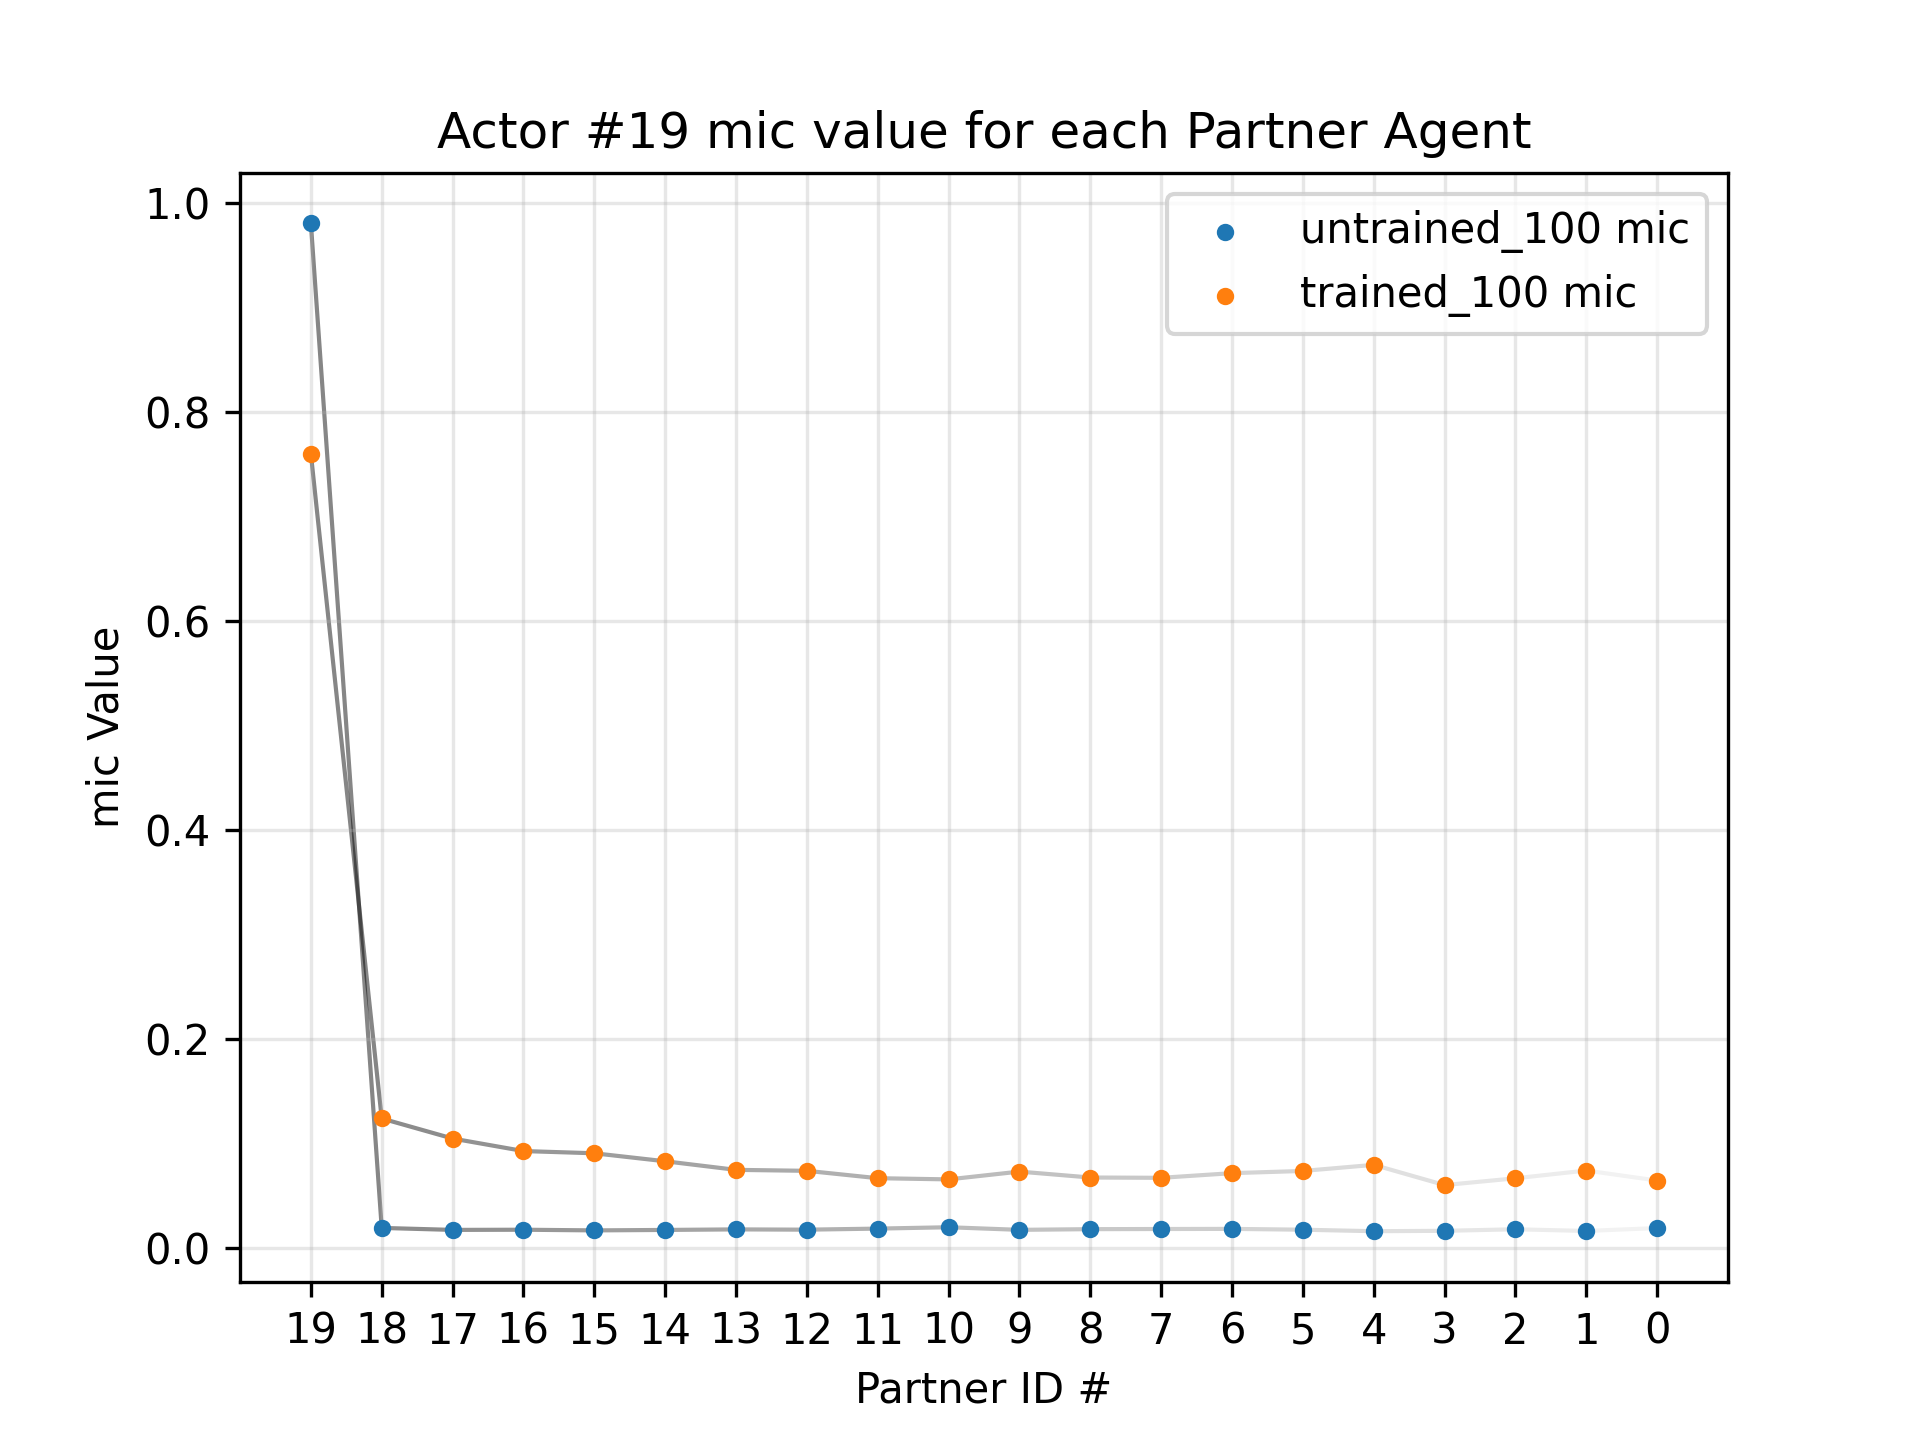 Actor #19 mic value for each Partner Agent
untrained_100 mic
trained_100 mic
1.0
0.8
0.6
0.4
0.2
0.0
mic Value
19 18 17 16 15 14 13 12 11 10 9 8 7 6 5 4 3 2 1 0
Partner ID #